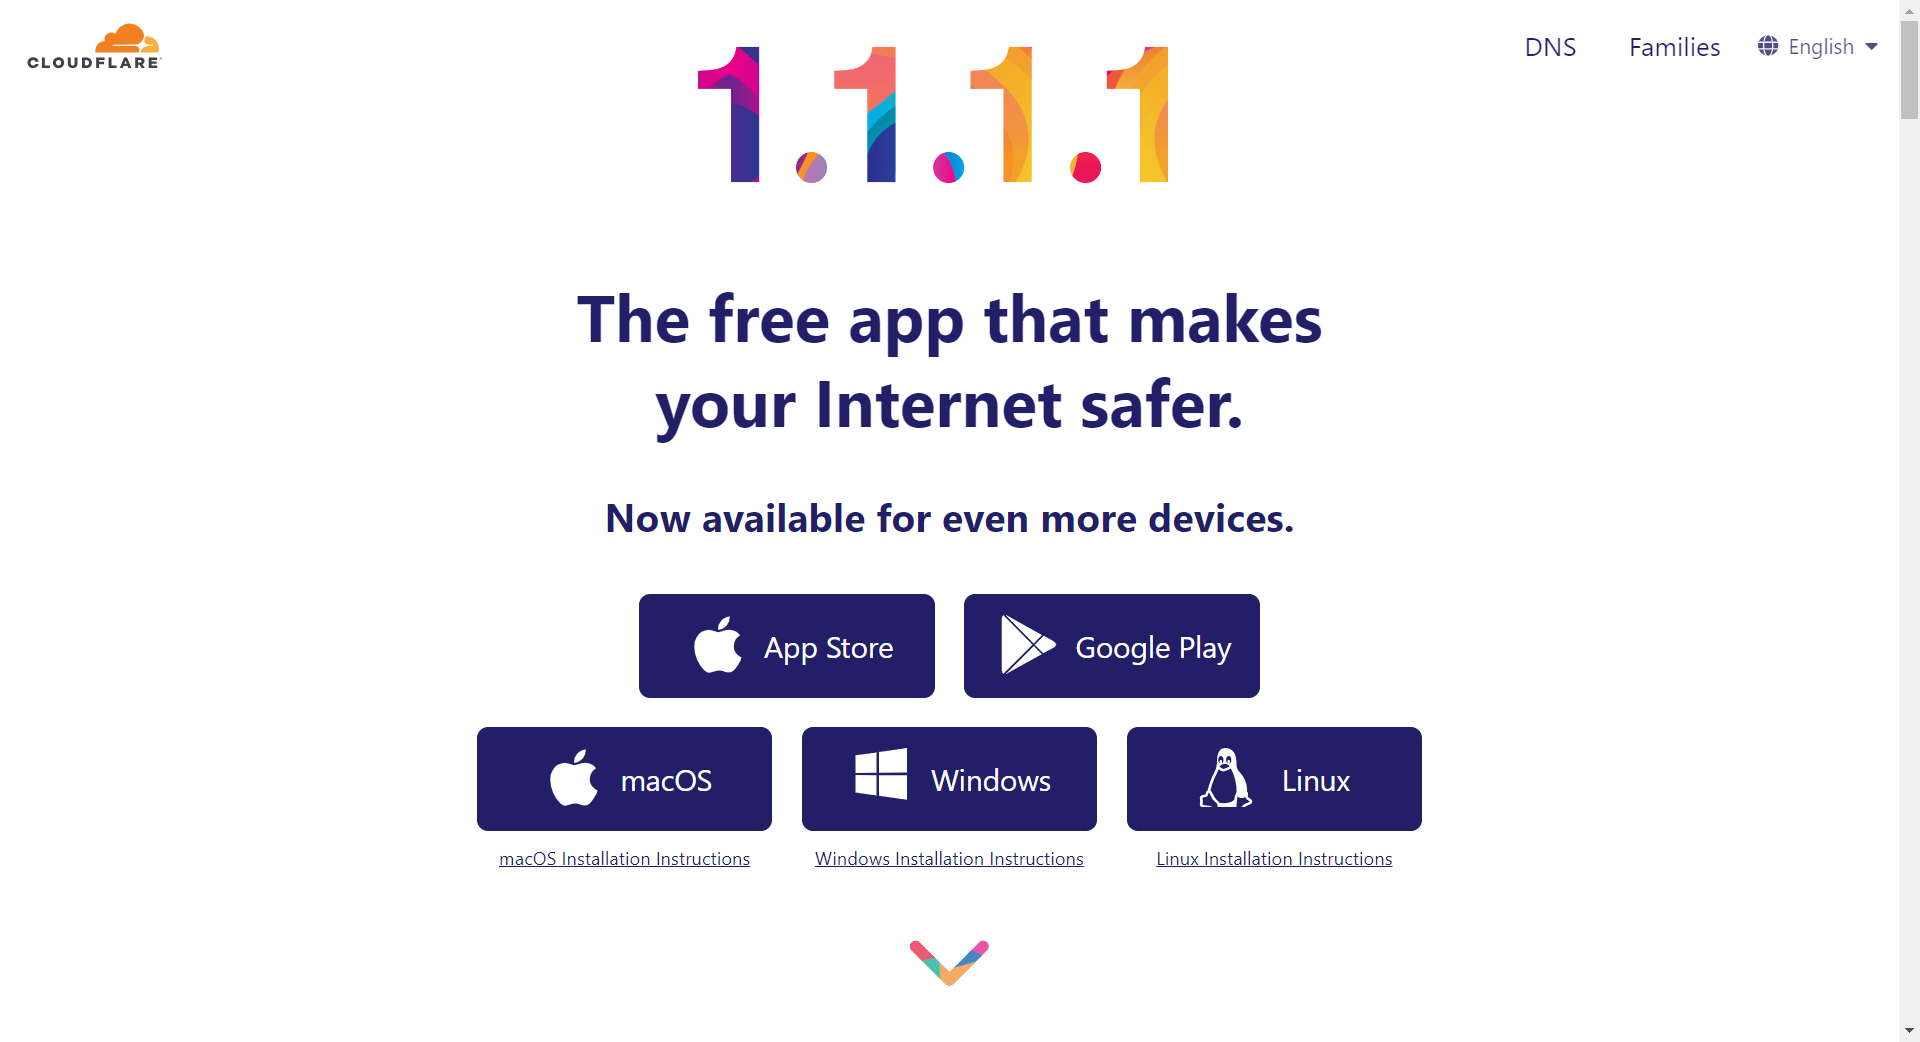 CLOUDFLARE
DNS
Families
English
1.1.1.1
The free app that makes
your Internet safer.
Now available for even more devices.
App Store
Google Play
macOS
Windows
Linux
macOS Installation Instructions
Windows Installation Instructions
Linux Installation Instructions